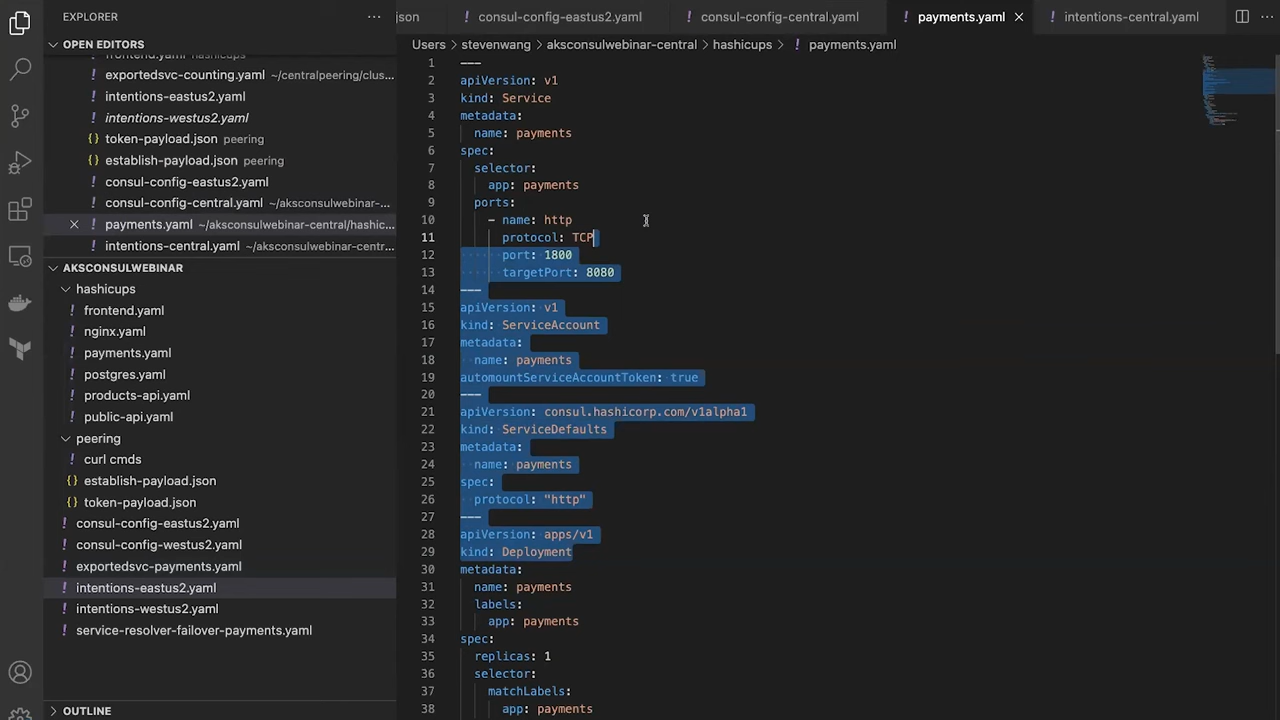 EXPLORER
json
consul-config-eastus2.yaml
consul-config-central.yaml
payments.yaml
intentions-central.yaml
OPEN EDITORS
frontend.yaml
exportedsvc-counting.yaml ~/centralpeering/clus...
intentions-eastus2.yaml
intentions-westus2.yaml
token-payload.json peering
establish-payload.json peering
consul-config-eastus2.yaml
consul-config-central.yaml ~/aksconsulwebinar-c...
payments.yaml ~/aksconsulwebinar-central/hashic...
intentions-central.yaml ~/aksconsulwebinar-centr...
AKSCONSULWEBINAR
hashicups
frontend.yaml
nginx.yaml
payments.yaml
postgres.yaml
products-api.yaml
public-api.yaml
peering
curl cmds
establish-payload.json
token-payload.json
consul-config-eastus2.yaml
consul-config-westus2.yaml
exportedsvc-payments.yaml
intentions-eastus2.yaml
intentions-westus2.yaml
service-resolver-failover-payments.yaml
OUTLINE
Users > stevenwang > aksconsulwebinar-central > hashicups > ! payments.yaml
1 ---
2 apiVersion: v1
3 kind: Service
4 metadata:
5 name: payments
6 spec:
7 selector:
8 app: payments
9 ports:
10 - name: http
11 protocol: TCP
12 port: 1800
13 targetPort: 8080
14 ---
15 apiVersion: v1
16 kind: ServiceAccount
17 metadata:
18 name: payments
19 automountServiceAccountToken: true
20 ---
21 apiVersion: consul.hashicorp.com/v1alpha1
22 kind: ServiceDefaults
23 metadata:
24 name: payments
25 spec:
26 protocol: "http"
27 ---
28 apiVersion: apps/v1
29 kind: Deployment
30 metadata:
31 name: payments
32 labels:
33 app: payments
34 spec:
35 replicas: 1
36 selector:
37 matchLabels:
38 app: payments